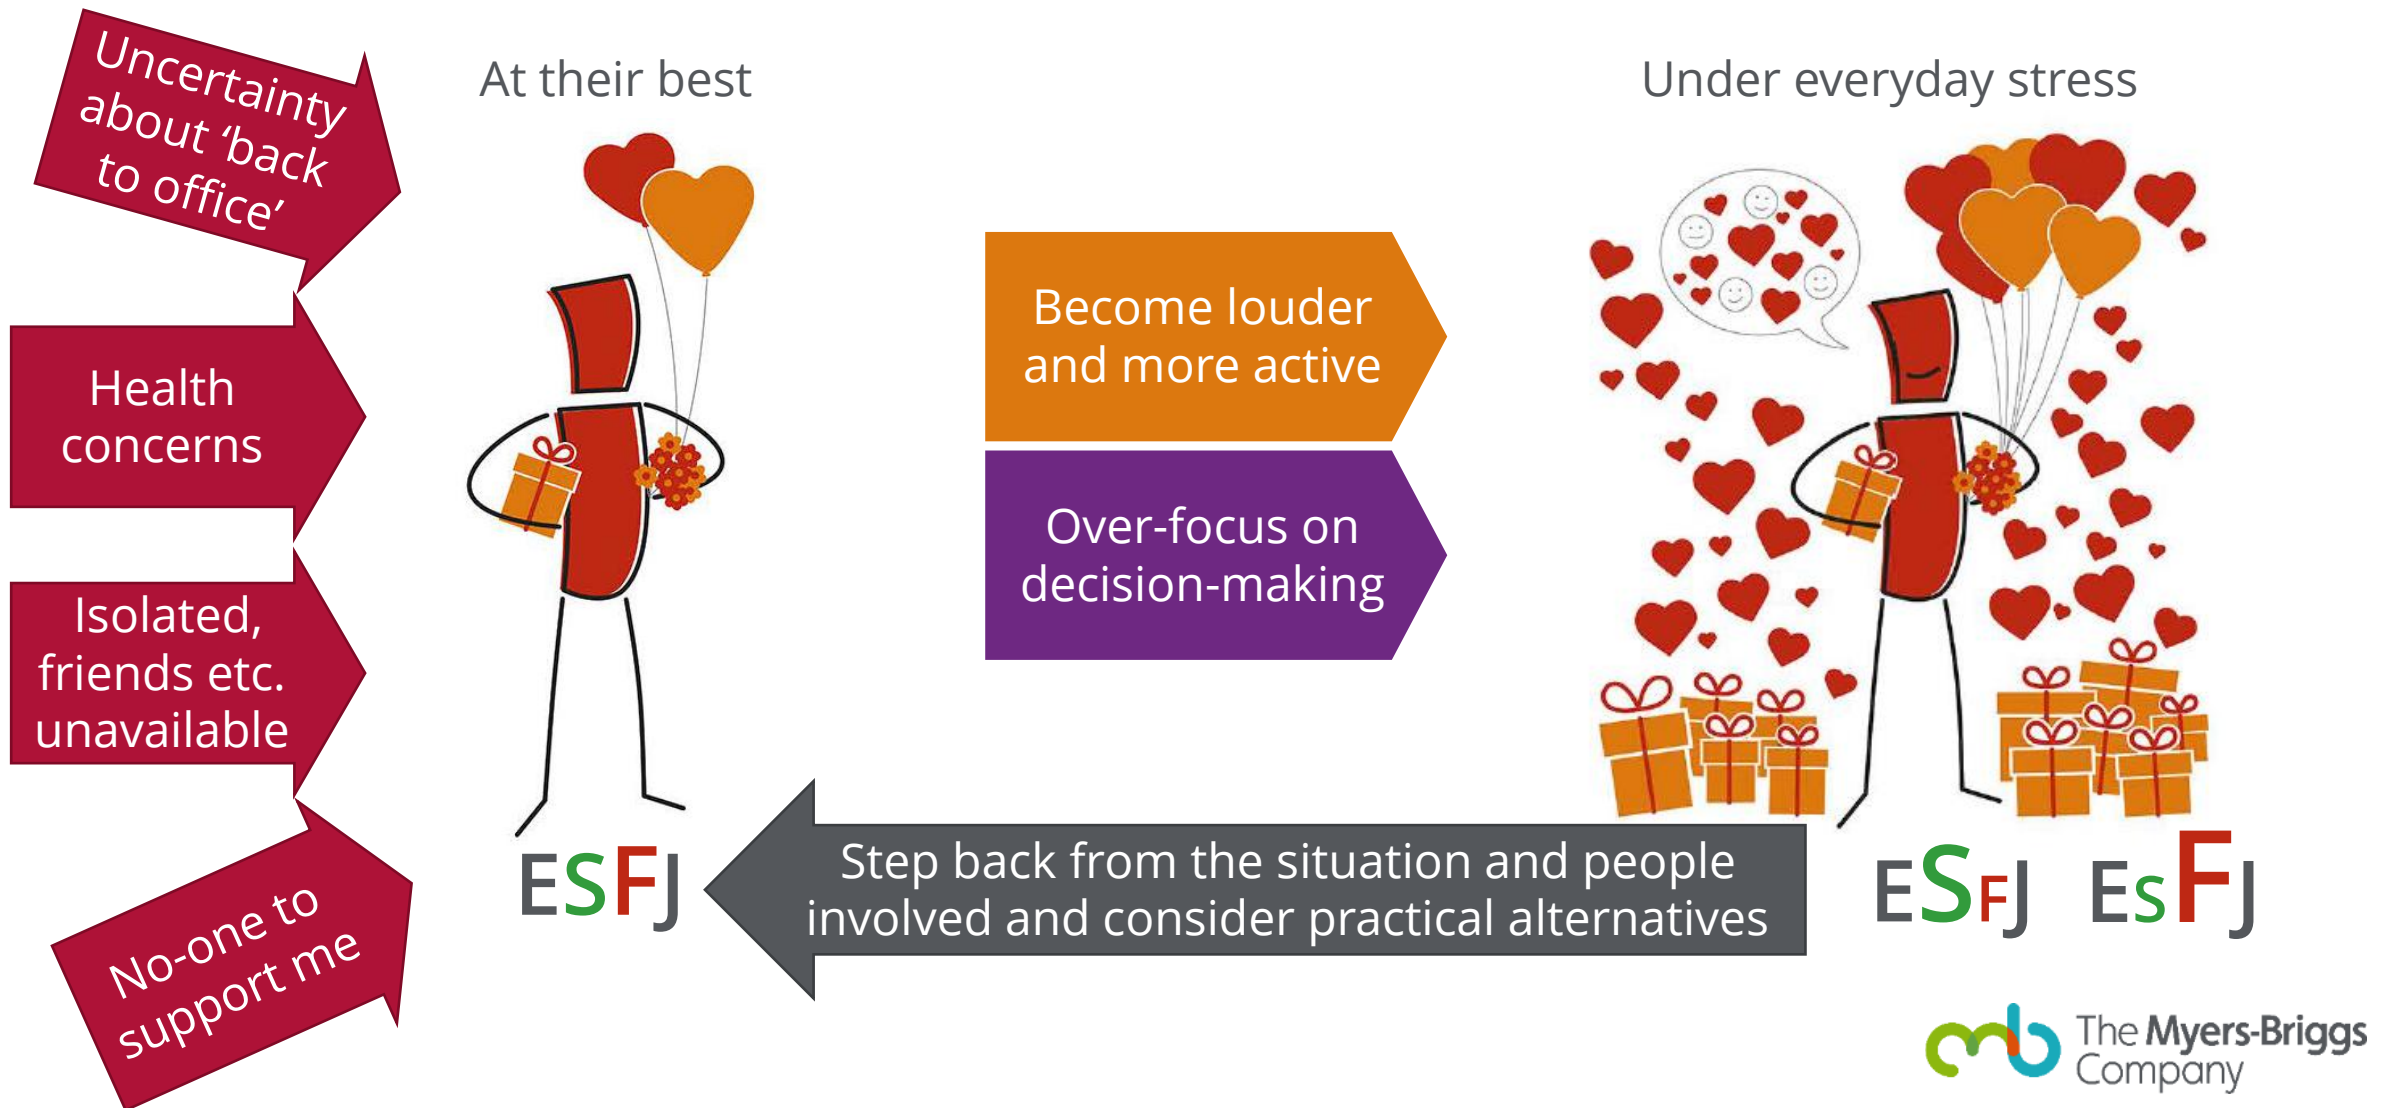 Uncertainty
about ‘back
to office’
Health
concerns
Isolated,
friends etc.
unavailable
No-one to
support me
At their best
ESFJ
Become louder
and more active
Over-focus on
decision-making
Step back from the situation and people
involved and consider practical alternatives
Under everyday stress
ESFJ ESFJ
The Myers-Briggs
Company